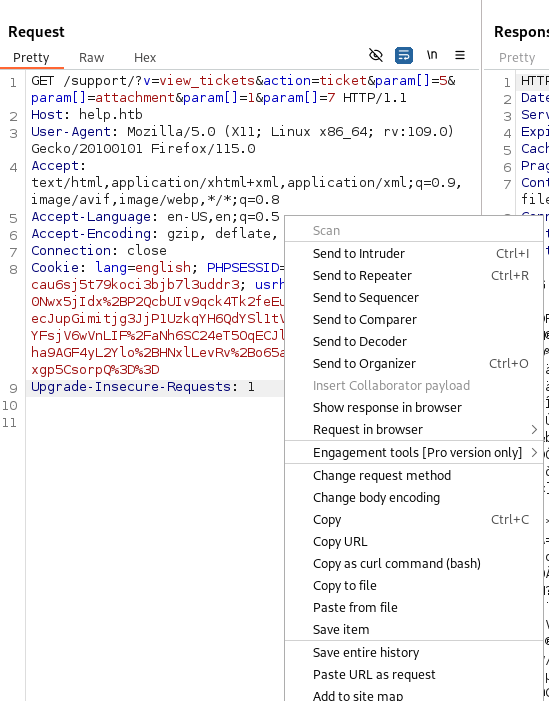 Request
Respons
Pretty
Raw
Hex
\n
Pretty
1 GET /support/?v=view_tickets&action=ticket&param[]=5&
param[]=attachment&param[]=1&param[]=7 HTTP/1.1
2 Host: help.htb
3 User-Agent: Mozilla/5.0 (X11; Linux x86_64; rv:109.0)
Gecko/20100101 Firefox/115.0
4 Accept:
text/html,application/xhtml+xml,application/xml;q=0.9,
image/avif,image/webp,*/*;q=0.8
5 Accept-Language: en-US,en;q=0.5
6 Accept-Encoding: gzip, deflate,
7 Connection: close
8 Cookie: lang=english; PHPSESSID=
cau6sj5t79koci3bjb7l3uddr3; usrh
0Nwx5jIdx%2BP2QcbUIv9qck4Tk2feEu
ecJupGimitjg3JjP1UzkqYH6QdYSl1tV
YFsjV6wVnLIF%2FaNh6SC24eT5OqECJl
ha9AGF4yL2Ylo%2BHNxlLevRv%2Bo65a
xgp5CsorpQ%3D%3D
9 Upgrade-Insecure-Requests: 1
10
11
1 HTTP
2 Date
3 Serv
4 Expi
5 Cach
6 Prag
7 Cont
file
Scan
Send to Intruder Ctrl+I
Send to Repeater Ctrl+R
Send to Sequencer
Send to Comparer
Send to Decoder
Send to Organizer Ctrl+O
Insert Collaborator payload
Show response in browser
Request in browser
Engagement tools [Pro version only]
Change request method
Change body encoding
Copy Ctrl+C
Copy URL
Copy as curl command (bash)
Copy to file
Paste from file
Save item
Save entire history
Paste URL as request
Add to site map